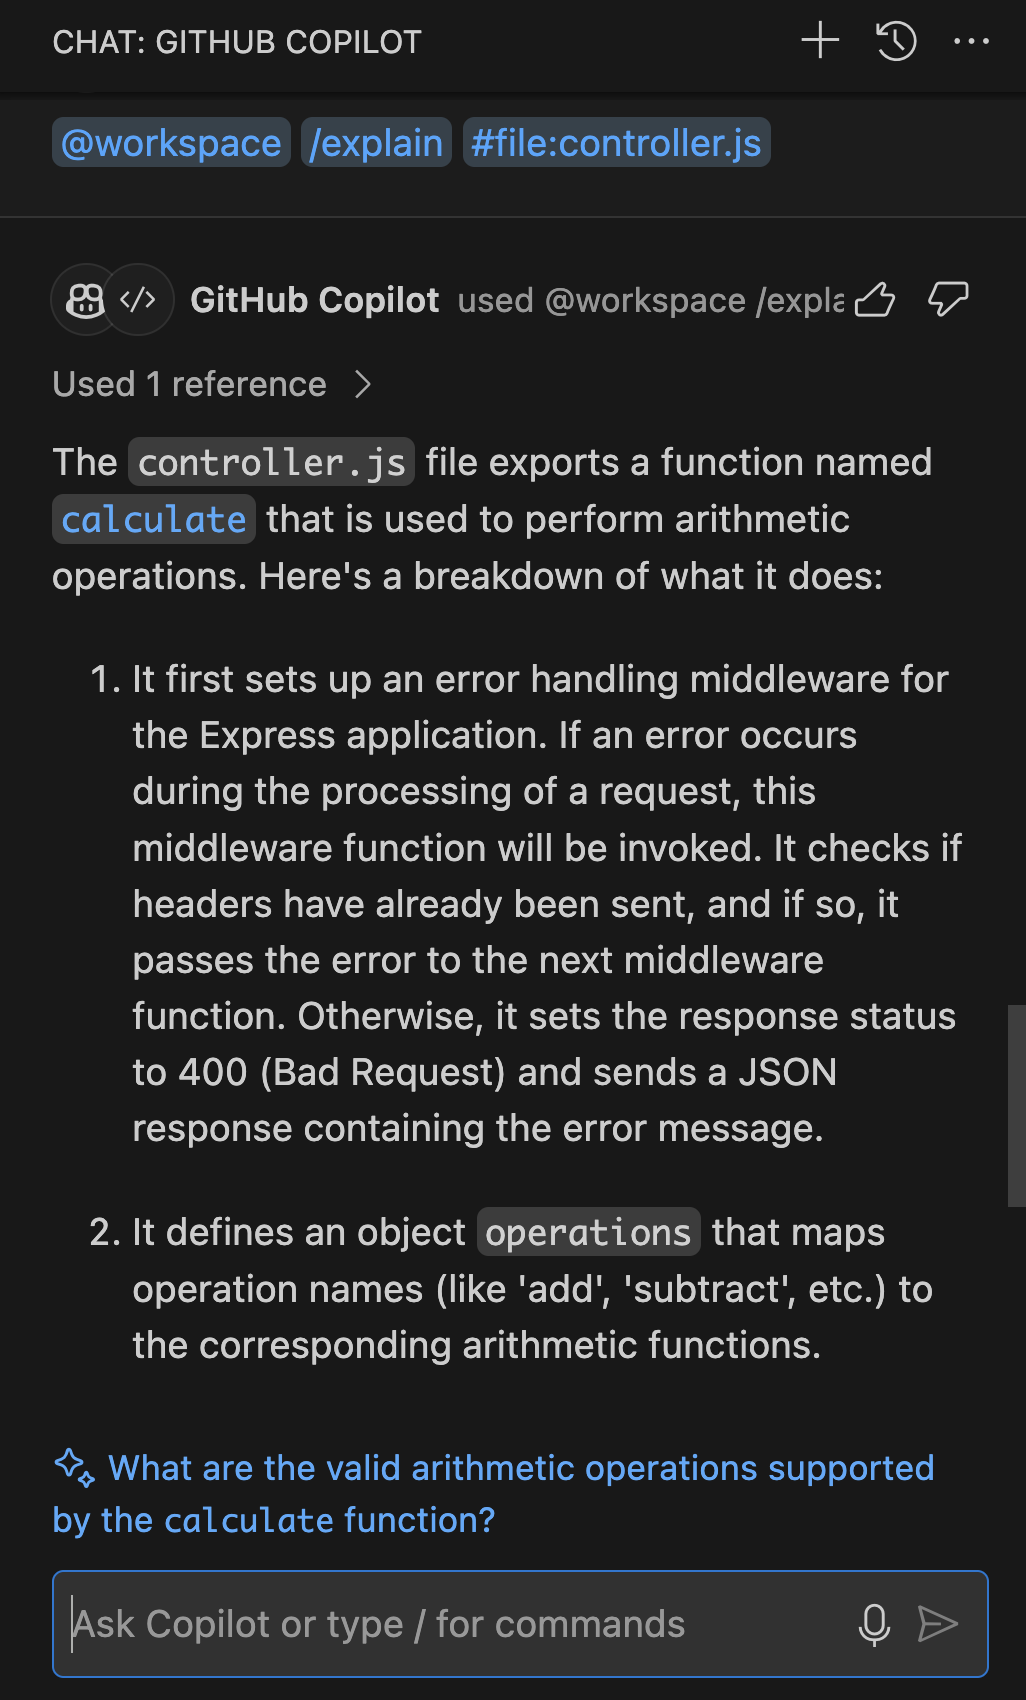 CHAT: GITHUB COPILOT
@workspace /explain #file:controller.js
GitHub Copilot used @workspace /expla
Used 1 reference
The controller.js file exports a function named
calculate that is used to perform arithmetic
operations. Here's a breakdown of what it does:
1. It first sets up an error handling middleware for
the Express application. If an error occurs
during the processing of a request, this
middleware function will be invoked. It checks if
headers have already been sent, and if so, it
passes the error to the next middleware
function. Otherwise, it sets the response status
to 400 (Bad Request) and sends a JSON
response containing the error message.
2. It defines an object operations that maps
operation names (like 'add', 'subtract', etc.) to
the corresponding arithmetic functions.
What are the valid arithmetic operations supported
by the calculate function?
Ask Copilot or type / for commands